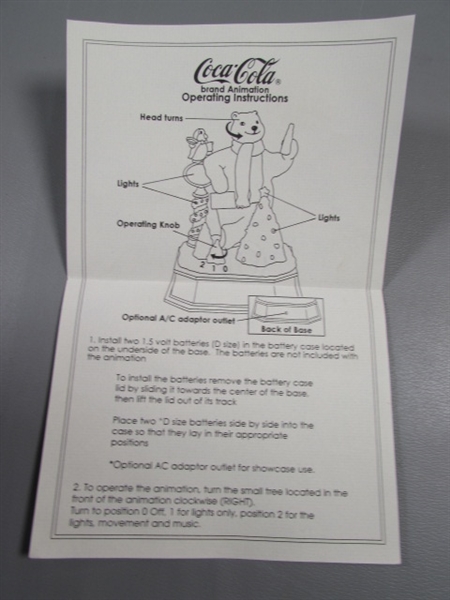 Coca-Cola®
brand Animation
Operating Instructions
Head turns
Lights
Operating Knob
Lights
2 1 0
Optional A/C adaptor outlet
Back of Base
1. Install two 1.5 volt batteries (D size) in the battery case located
on the underside of the base. The batteries are not included with
the animation
To install the batteries remove the battery case
lid by sliding it towards the center of the base,
then lift the lid out of its track
Place two "D size batteries side by side into the
case so that they lay in their appropriate
positions
*Optional AC adaptor outlet for showcase use.
2. To operate the animation, turn the small tree located in the
front of the animation clockwise (RIGHT).
Turn to position 0 Off, 1 for lights only, position 2 for the
lights, movement and music.